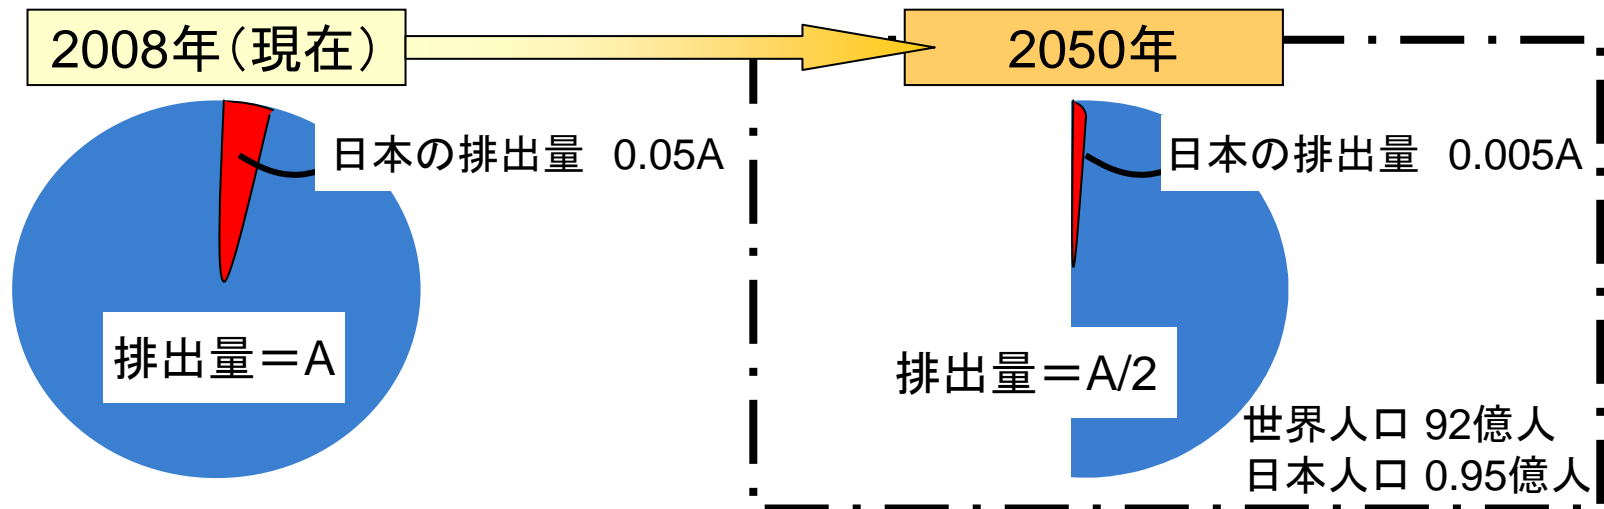 2008年（現在）
2050年
日本の排出量 0.05A
日本の排出量 0.005A
排出量＝A
排出量＝A/2
世界人口 92億人
日本人口 0.95億人